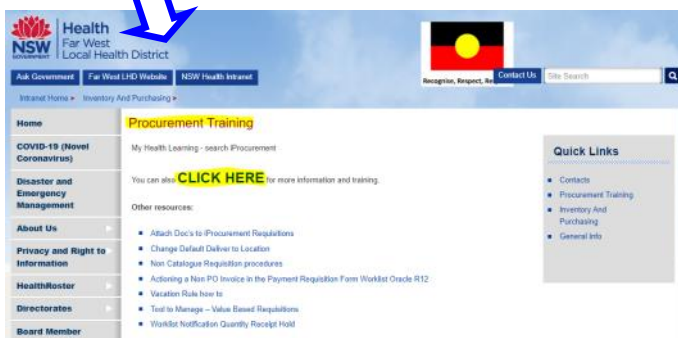 Health
Far West
Local Health District
NSW
GOVERNMENT
Ask Government
Far West LHD Website
NSW Health Intranet
Recognise, Respect,
Contact Us
Site Search
Intranet Home
Inventory And Purchasing
Home
COVID-19 (Novel
Coronavirus)
Disaster and
Emergency
Management
About Us
Privacy and Right to
Information
HealthRoster
Directorates
Board Member
Procurement Training
My Health Learning - search iProcurement
You can also CLICK HERE for more information and training.
Other resources:
Attach Doc's to iProcurement Requisitions
Change Default Deliver to Location
Non Catalogue Requisition procedures
Actioning a Non PO Invoice in the Payment Requisition Form Worklist Oracle R12
Vacation Rule how to
Tool to Manage – Value Based Requisitions
Worklist Notification Quantity Receipt Hold
Quick Links
Contacts
Procurement Training
Inventory And
Purchasing
General Info